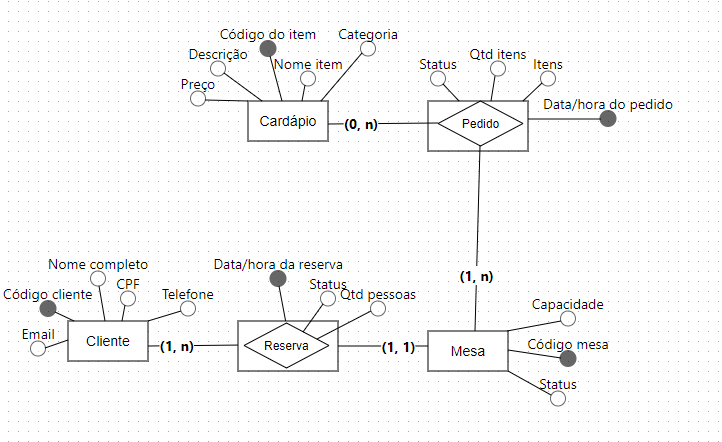 Código do item
Categoria
Descrição
Nome item
Preço
Cardápio
(0, n)
Status
Qtd itens
Itens
Data/hora do pedido
Pedido
(1, n)
Nome completo
Código cliente
CPF
Telefone
Email
Cliente
(1, n)
Data/hora da reserva
Status
Qtd pessoas
Reserva
(1, 1)
Capacidade
Código mesa
Mesa
Status